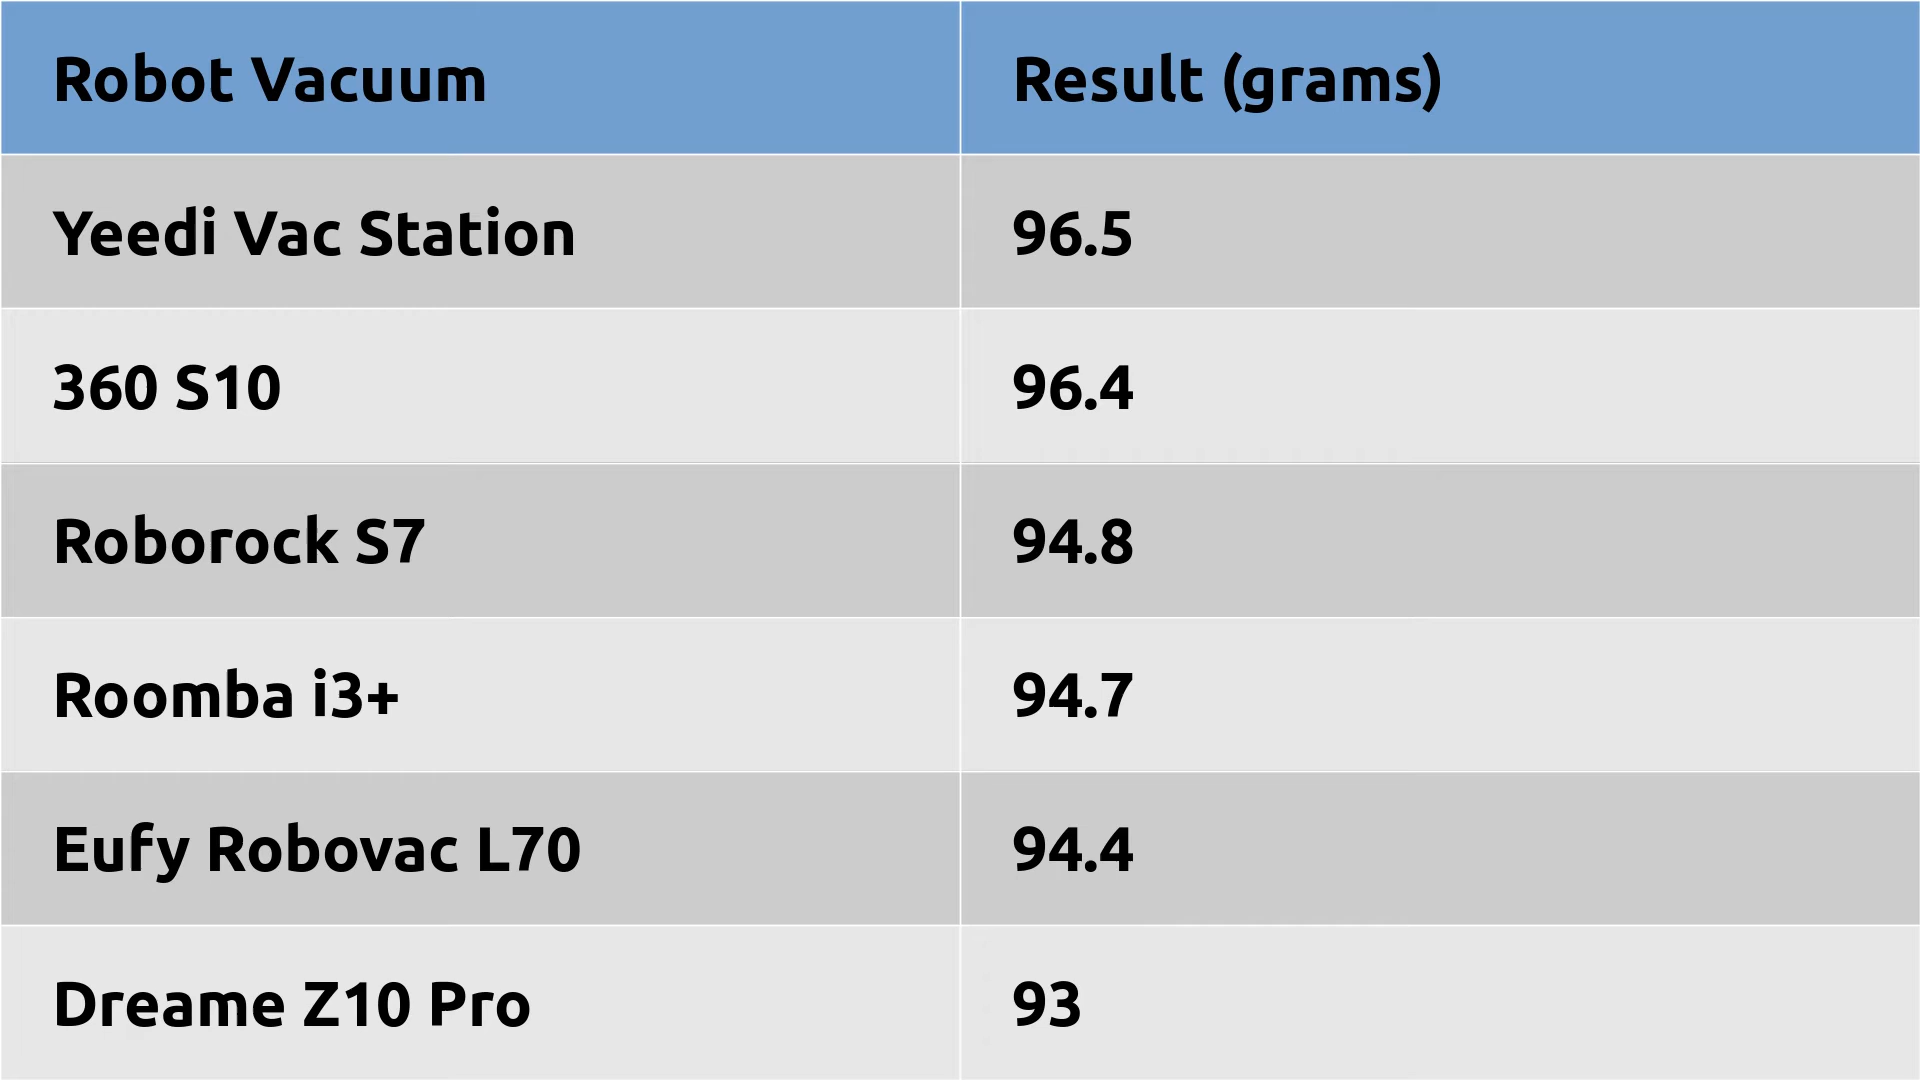 Robot Vacuum Result (grams)
Yeedi Vac Station 96.5
360 S10 96.4
Roborock S7 94.8
Roomba i3+ 94.7
Eufy Robovac L70 94.4
Dreame Z10 Pro 93